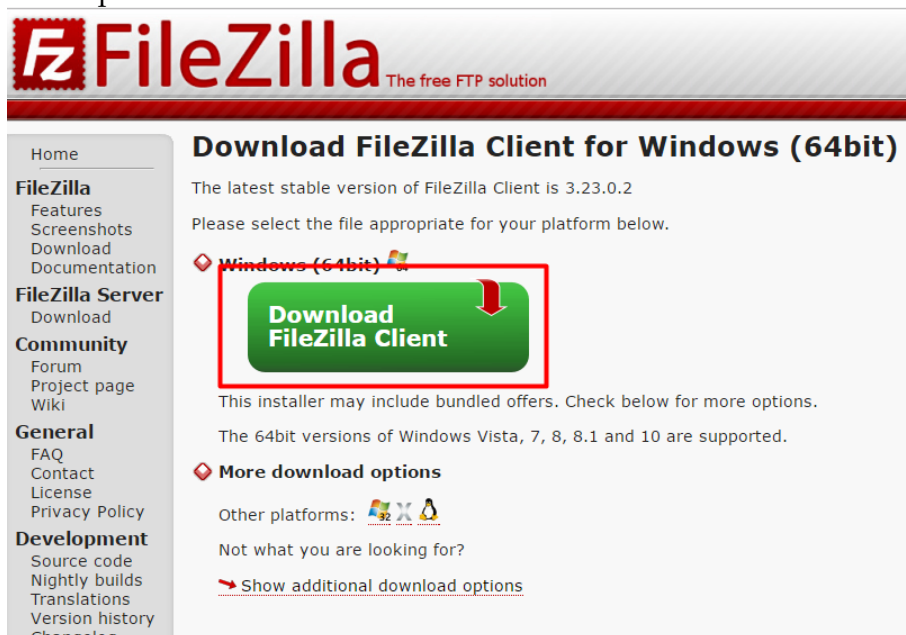 FileZilla
The free FTP solution
Home
FileZilla
Features
Screenshots
Download
Documentation
FileZilla Server
Download
Community
Forum
Project page
Wiki
General
FAQ
Contact
License
Privacy Policy
Development
Source code
Nightly builds
Translations
Version history
Download FileZilla Client for Windows (64bit)
The latest stable version of FileZilla Client is 3.23.0.2
Please select the file appropriate for your platform below.
Windows (64bit)
Download
FileZilla Client
This installer may include bundled offers. Check below for more options.
The 64bit versions of Windows Vista, 7, 8, 8.1 and 10 are supported.
More download options
Other platforms:
Not what you are looking for?
Show additional download options